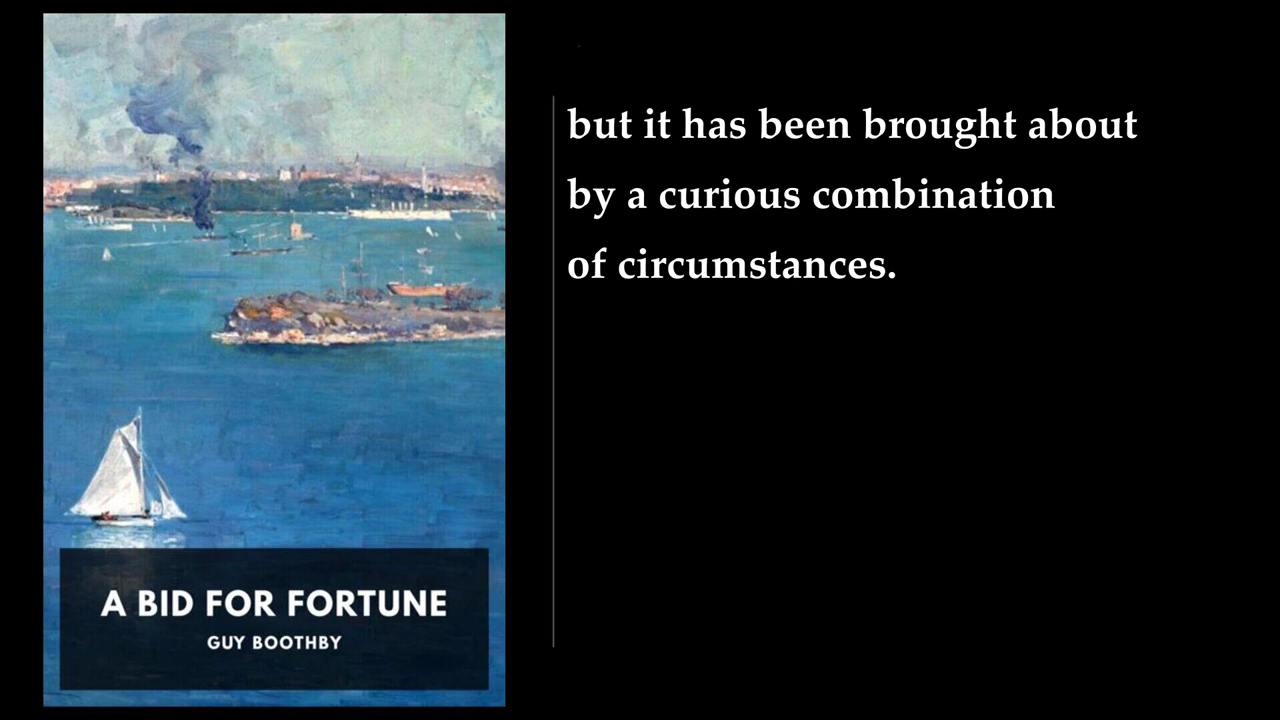 but it has been brought about
by a curious combination
of circumstances.
A BID FOR FORTUNE
GUY BOOTHBY